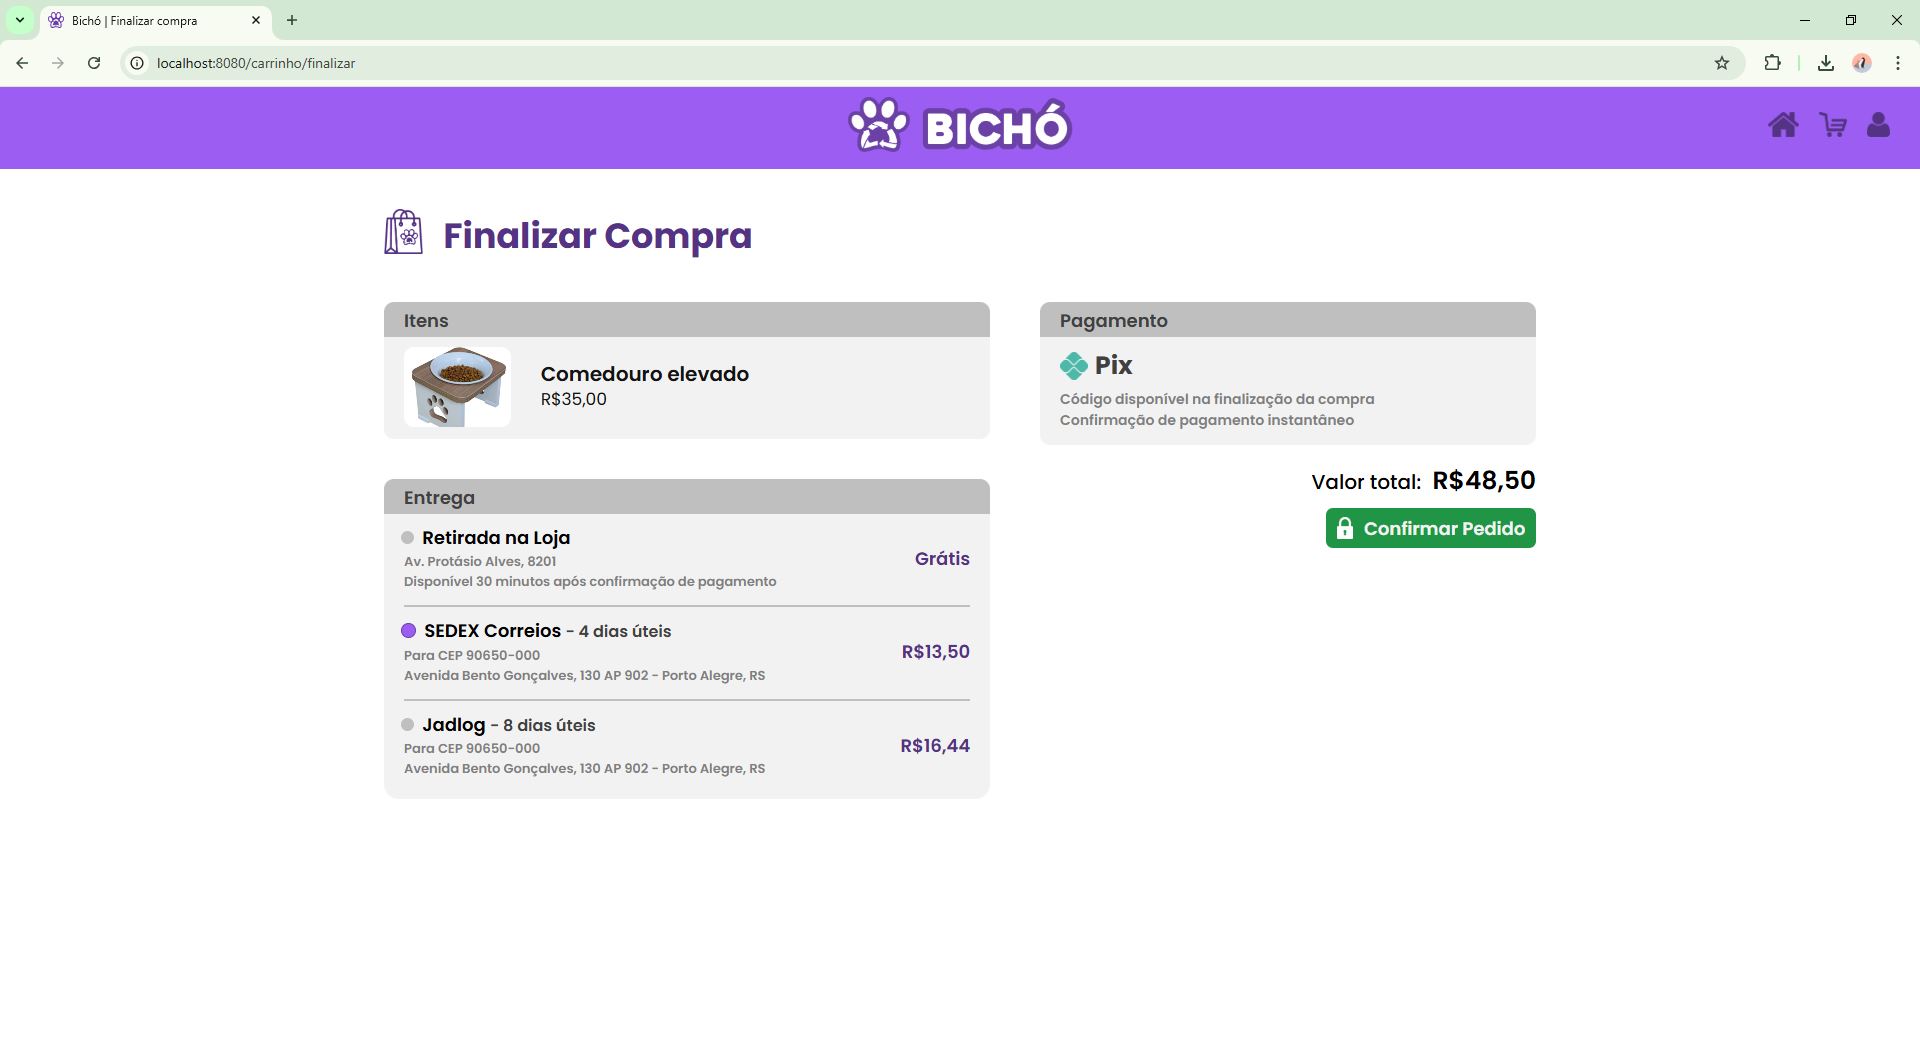 Bichó | Finalizar compra
localhost:8080/carrinho/finalizar
BICHÓ
Finalizar Compra
Itens
Comedouro elevado
R$35,00
Entrega
Retirada na Loja
Av. Protásio Alves, 8201
Disponível 30 minutos após confirmação de pagamento
Grátis
SEDEX Correios - 4 dias úteis
Para CEP 90650-000
Avenida Bento Gonçalves, 130 AP 902 - Porto Alegre, RS
R$13,50
Jadlog - 8 dias úteis
Para CEP 90650-000
Avenida Bento Gonçalves, 130 AP 902 - Porto Alegre, RS
R$16,44
Pagamento
Pix
Código disponível na finalização da compra
Confirmação de pagamento instantâneo
Valor total: R$48,50
Confirmar Pedido